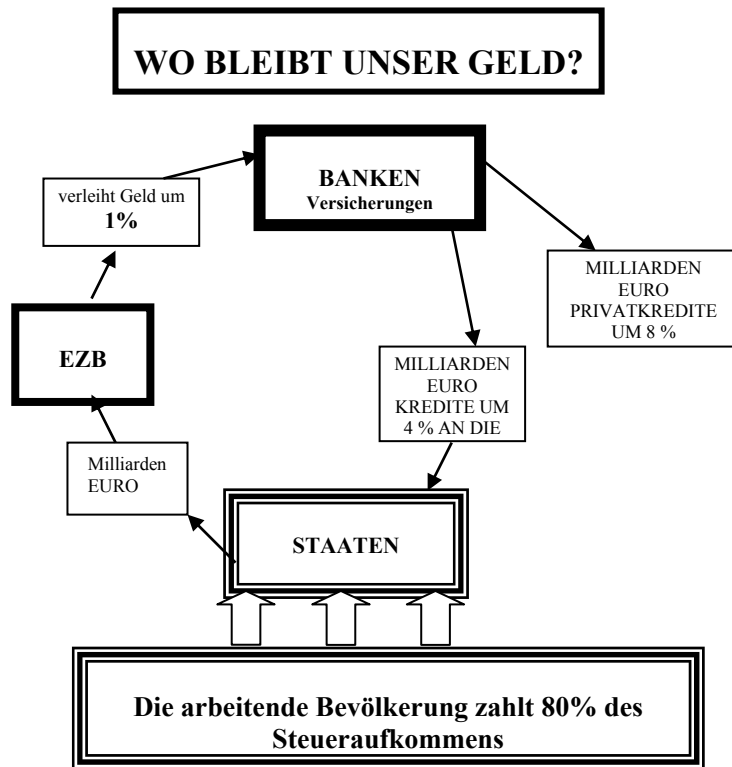 WO BLEIBT UNSER GELD?
BANKEN
Versicherungen
verleiht Geld um
1%
MILLIARDEN
EURO
PRIVATKREDITE
UM 8 %
EZB
MILLIARDEN
EURO
KREDITE UM
4 % AN DIE
Milliarden
EURO
STAATEN
Die arbeitende Bevölkerung zahlt 80% des
Steueraufkommens